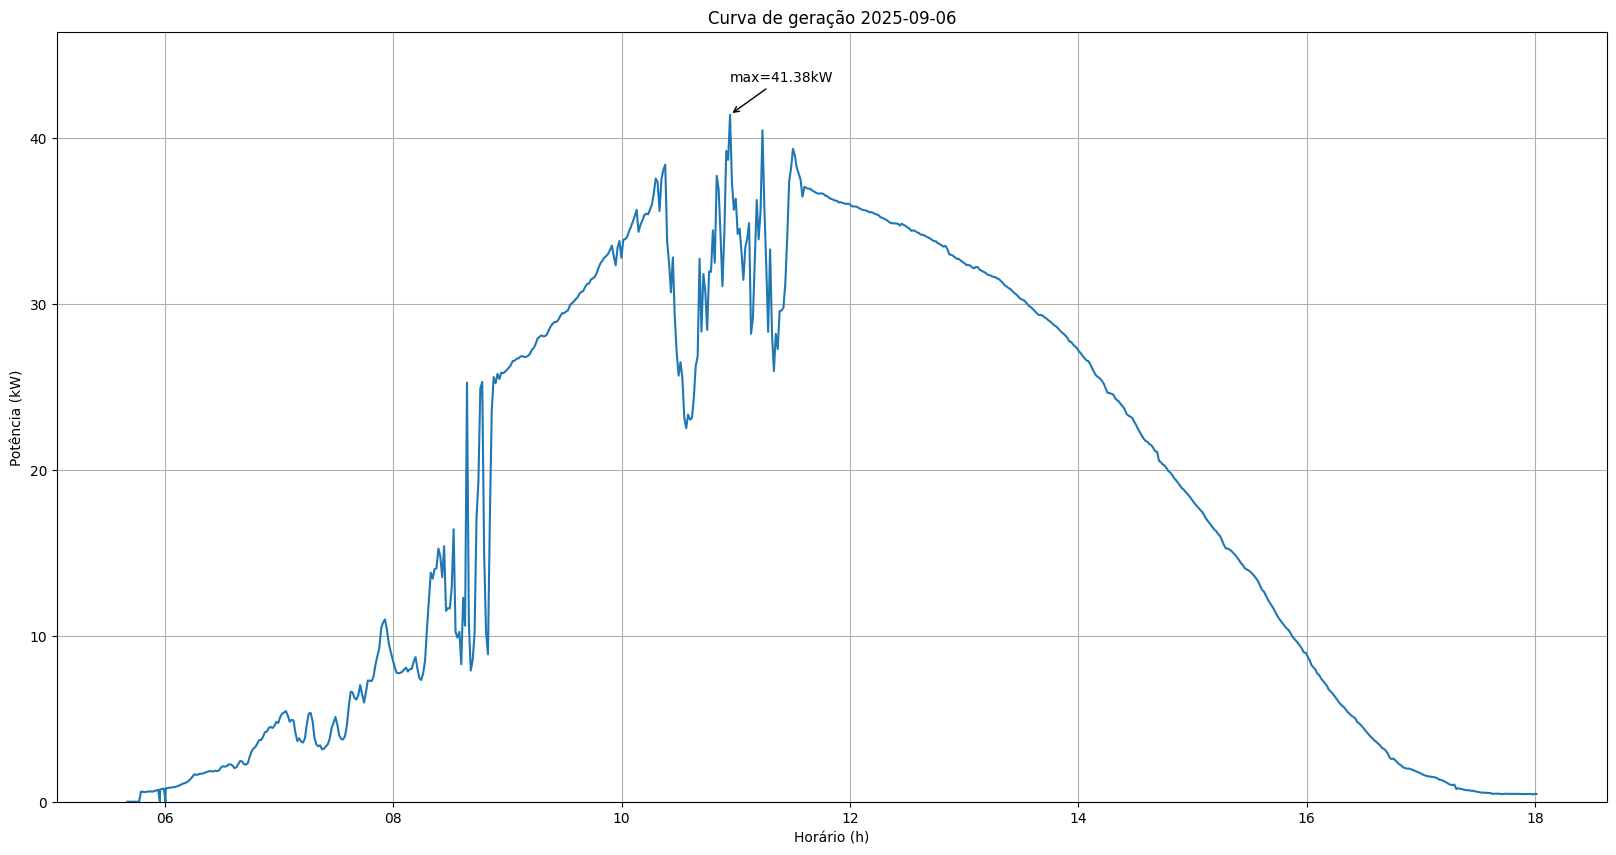 Curva de geração 2025-09-06
max=41.38kW
40
30
20
10
0
Potência (kW)
06 08 10 12 14 16 18
Horário (h)